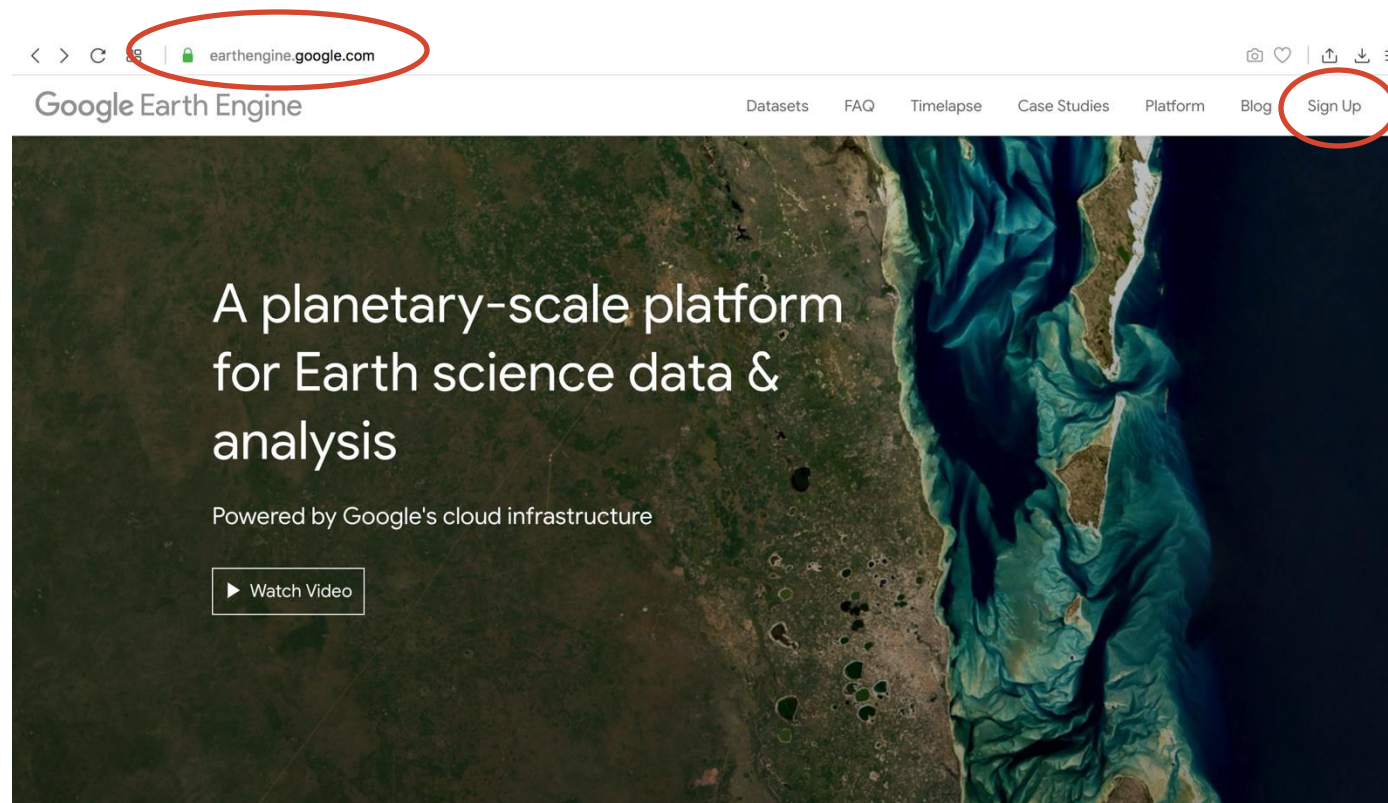 earthengine.google.com
Google Earth Engine
Datasets FAQ Timelapse Case Studies Platform Blog Sign Up
A planetary-scale platform
for Earth science data &
analysis
Powered by Google's cloud infrastructure
Watch Video